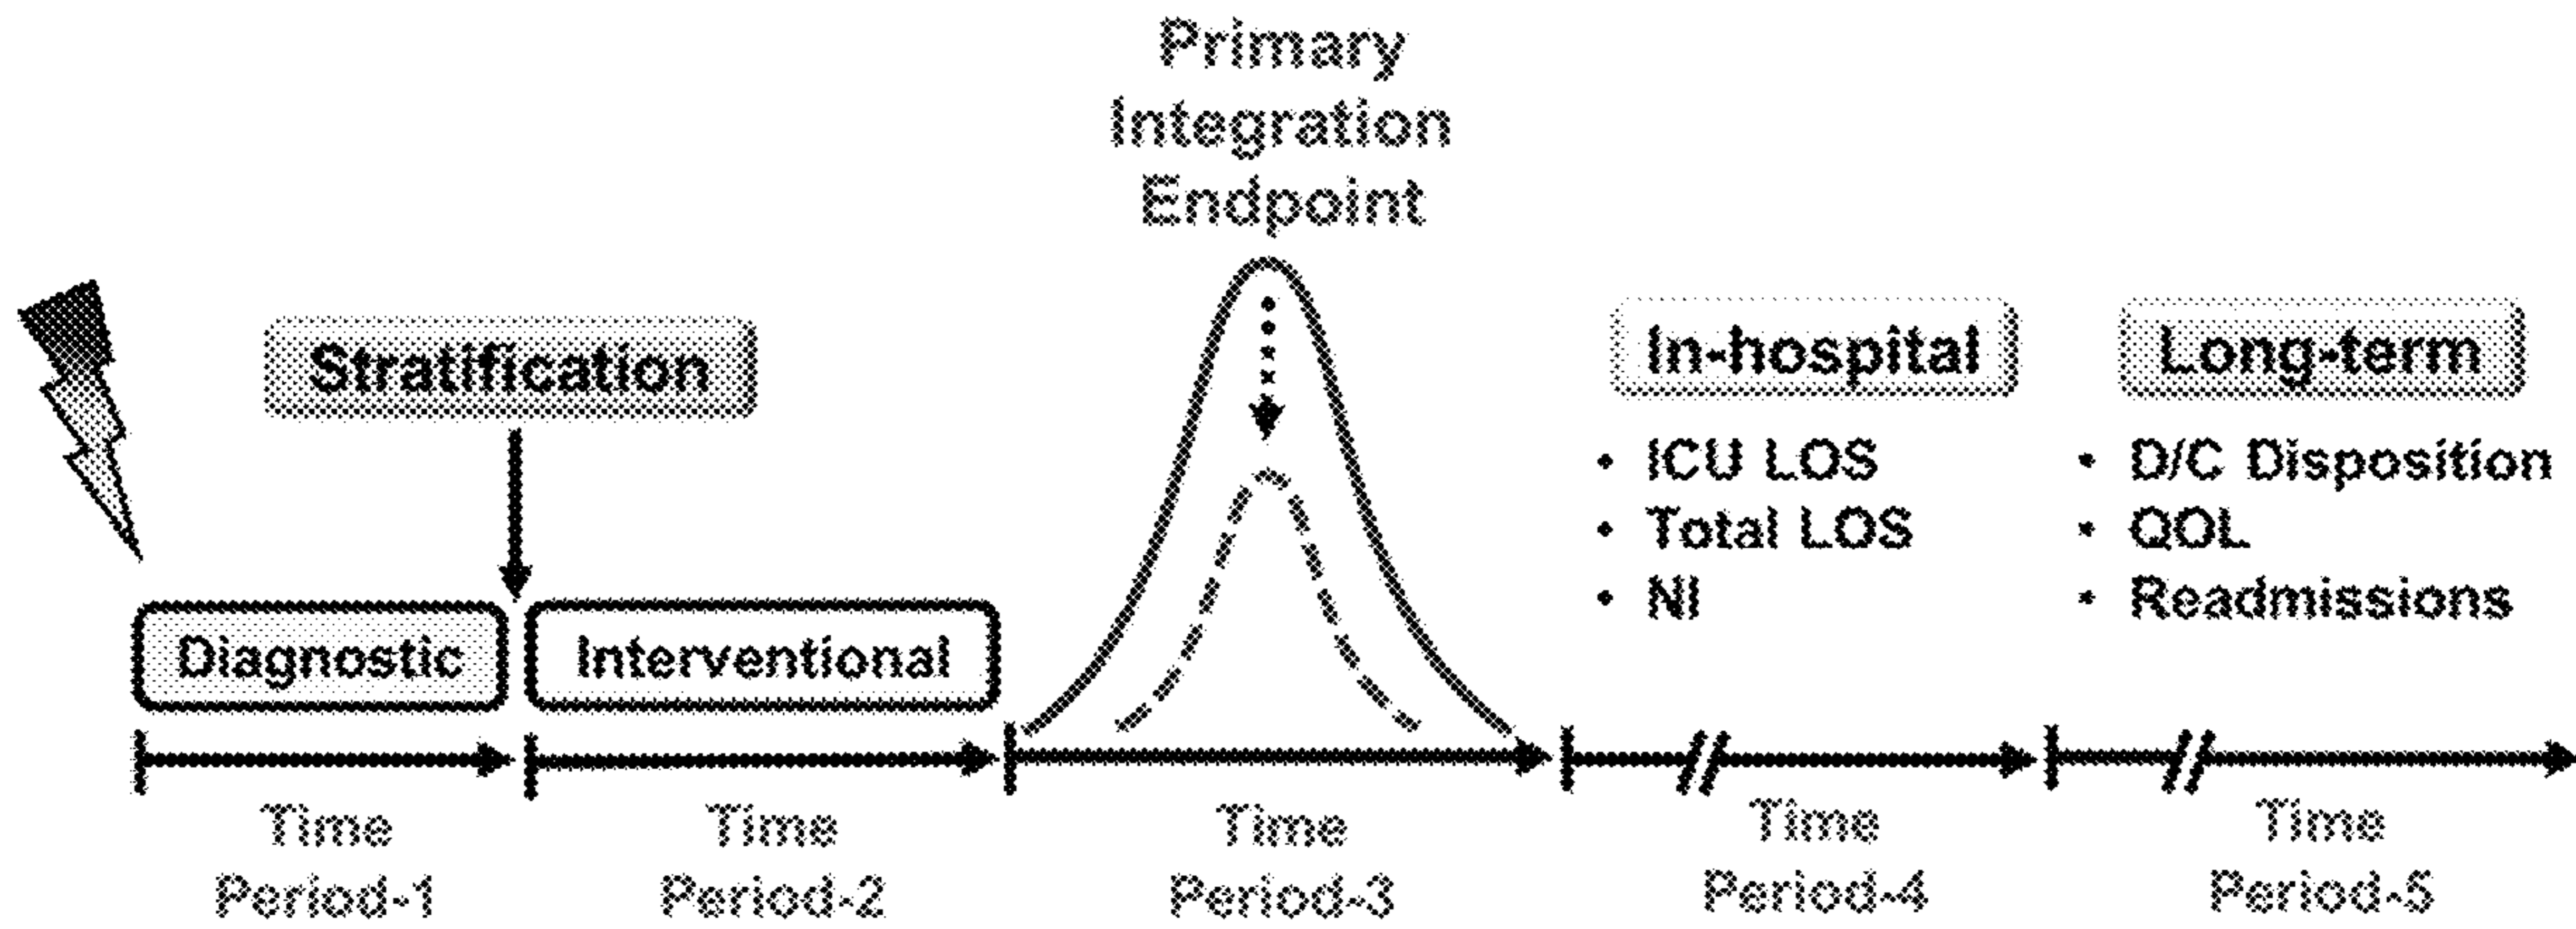 Primary
Integration
Endpoint
Stratification
In-hospital
• ICU LOS
• Total LOS
• NI
Long-term
• D/C Disposition
• QOL
• Readmissions
Diagnostic
Interventional
Time
Period-1
Time
Period-2
Time
Period-3
Time
Period-4
Time
Period-5